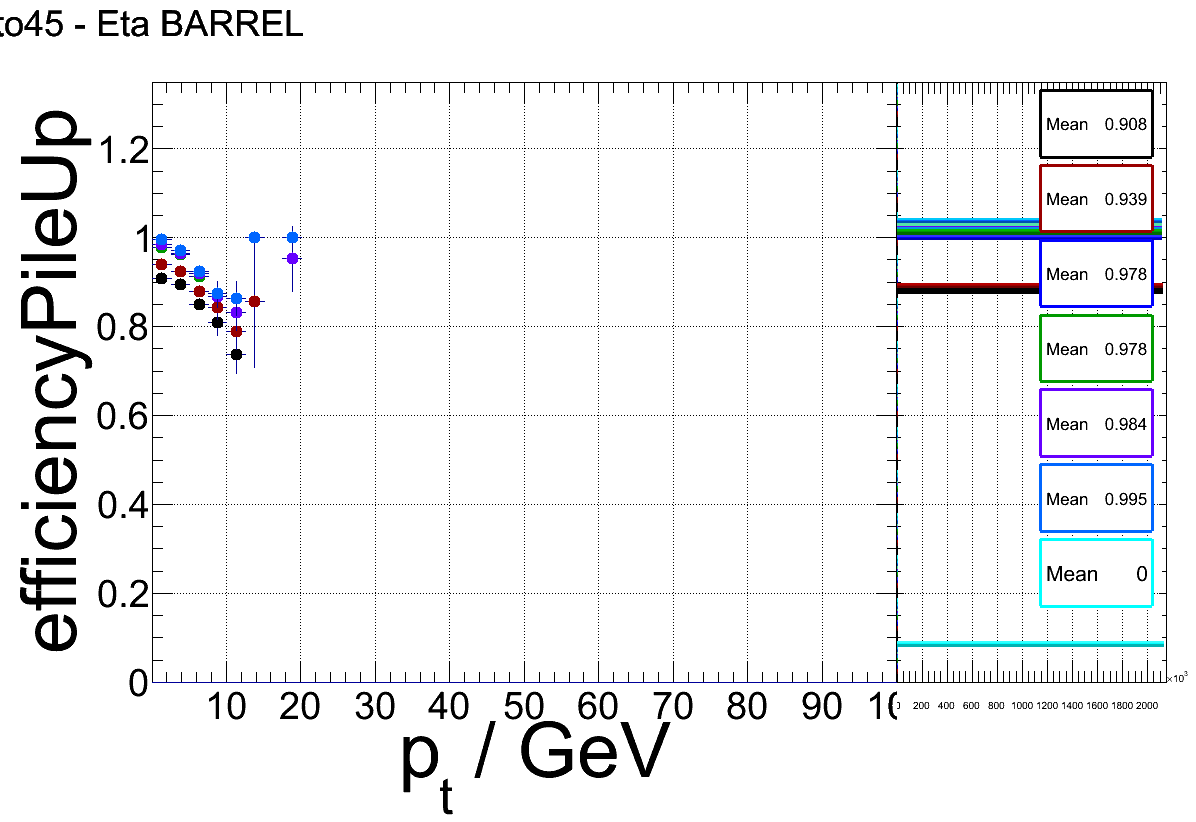 to45 - Eta BARREL
efficiencyPileUp
1.2
1
0.8
0.6
0.4
0.2
0
10 20 30 40 50 60 70 80 90 10
p_t / GeV
Mean 0.908
Mean 0.939
Mean 0.978
Mean 0.978
Mean 0.984
Mean 0.995
Mean 0
200 400 600 800 1000 1200 1400 1600 1800 2000
×10³